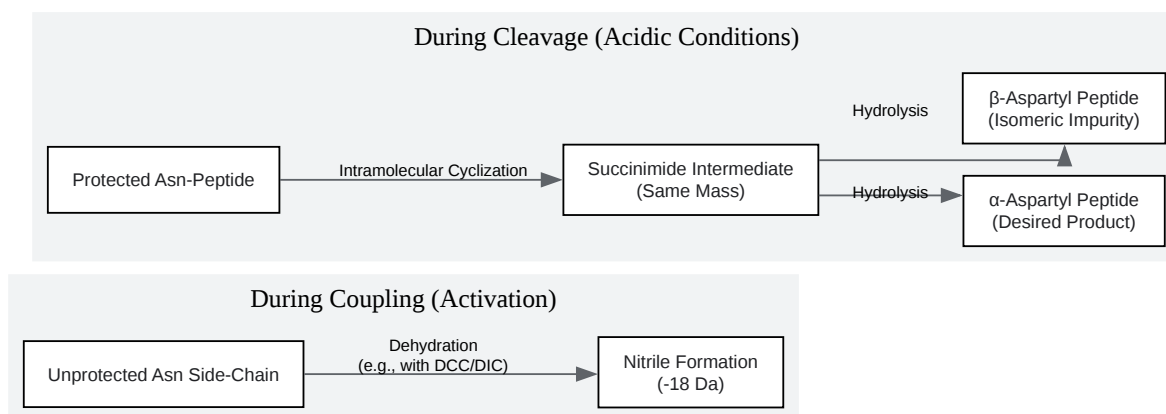 During Cleavage (Acidic Conditions)
Protected Asn-Peptide
Intramolecular Cyclization
Succinimide Intermediate
(Same Mass)
Hydrolysis
β-Aspartyl Peptide
(Isomeric Impurity)
Hydrolysis
α-Aspartyl Peptide
(Desired Product)
During Coupling (Activation)
Unprotected Asn Side-Chain
Dehydration
(e.g., with DCC/DIC)
Nitrile Formation
(-18 Da)